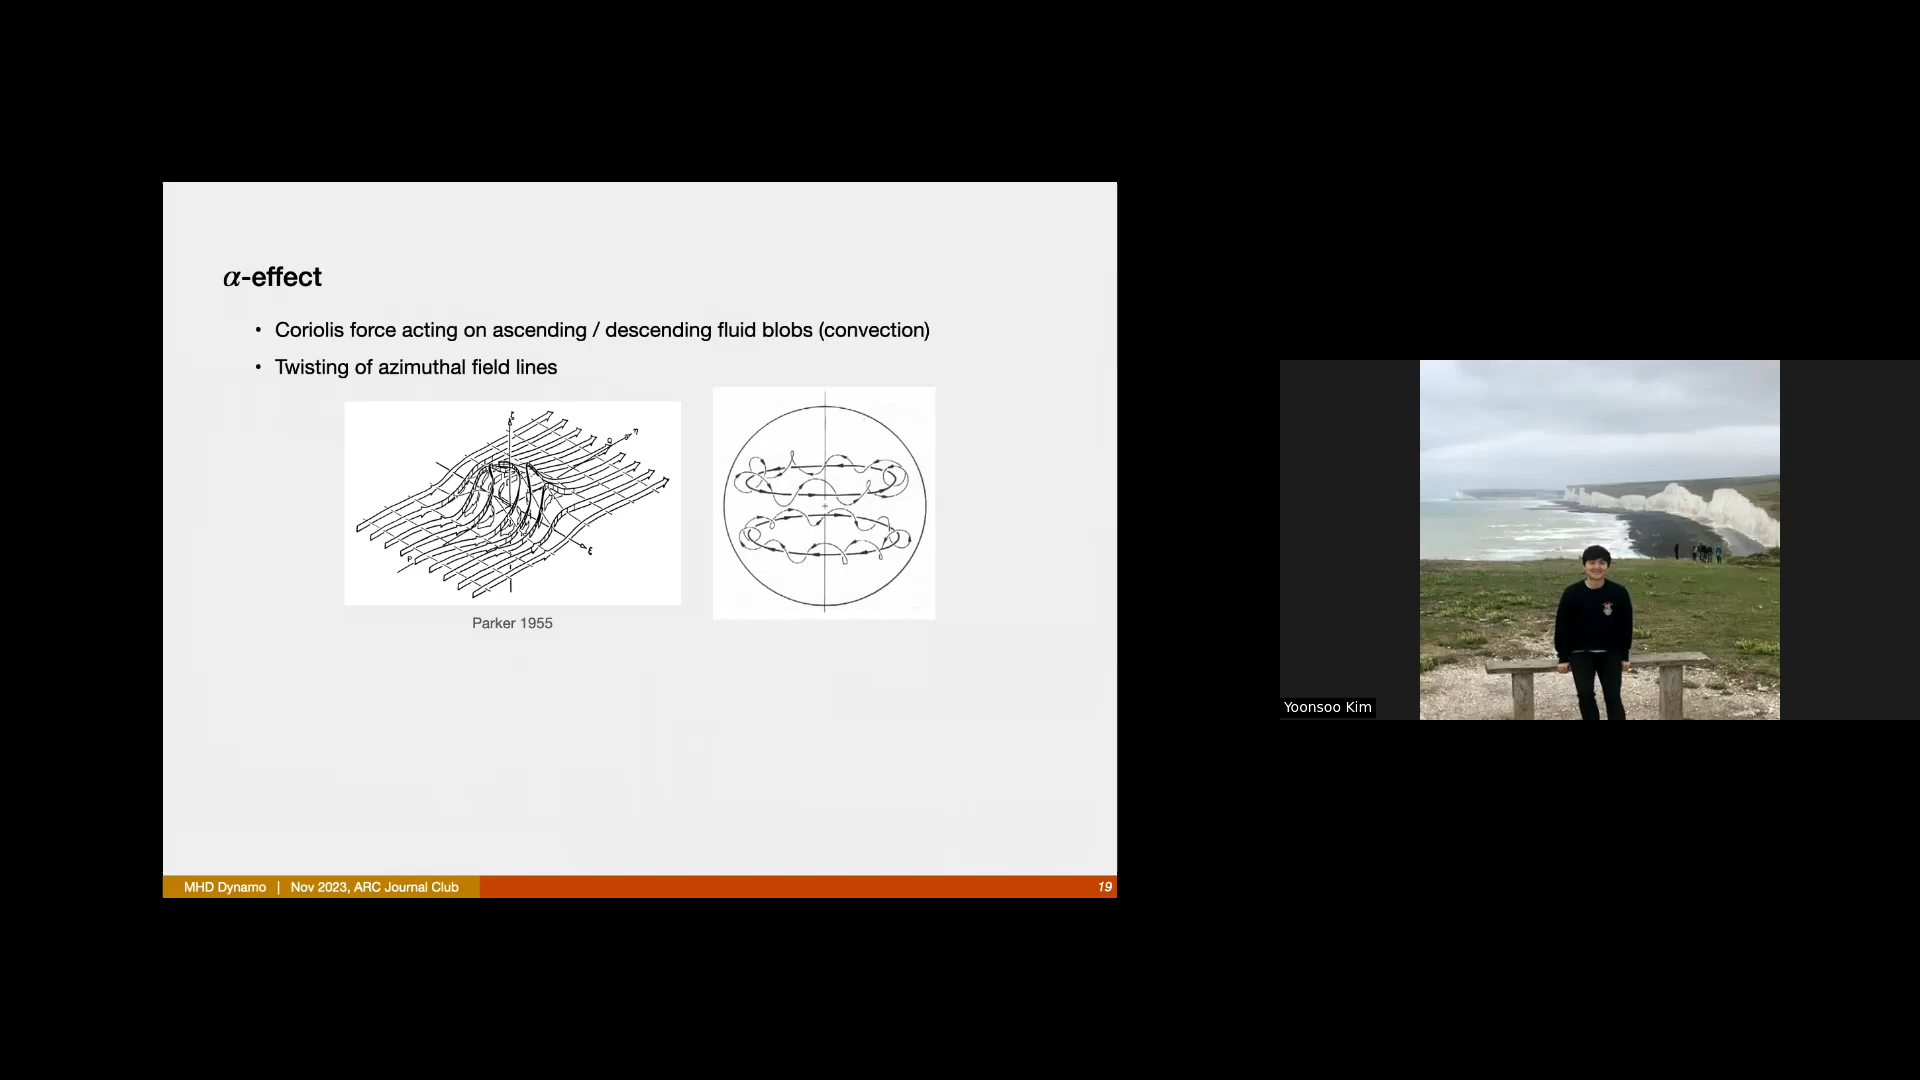 α-effect
• Coriolis force acting on ascending / descending fluid blobs (convection)
• Twisting of azimuthal field lines
Parker 1955
MHD Dynamo | Nov 2023, ARC Journal Club
19
Yoonsoo Kim